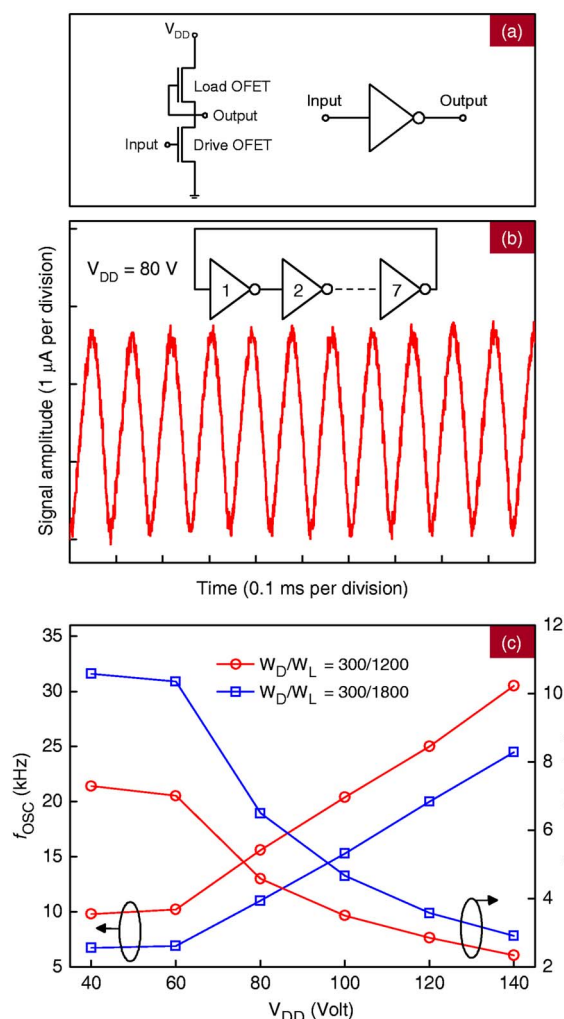 (a)
V_DD
Load OFET
Output
Input
Drive OFET
Input
Output
(b)
V_DD = 80 V
1
2
7
Signal amplitude (1 μA per division)
Time (0.1 ms per division)
(c)
W_D/W_L = 300/1200
W_D/W_L = 300/1800
f_OSC (kHz)
35
30
25
20
15
10
5
12
10
8
6
4
2
40
60
80
100
120
140
V_DD (Volt)